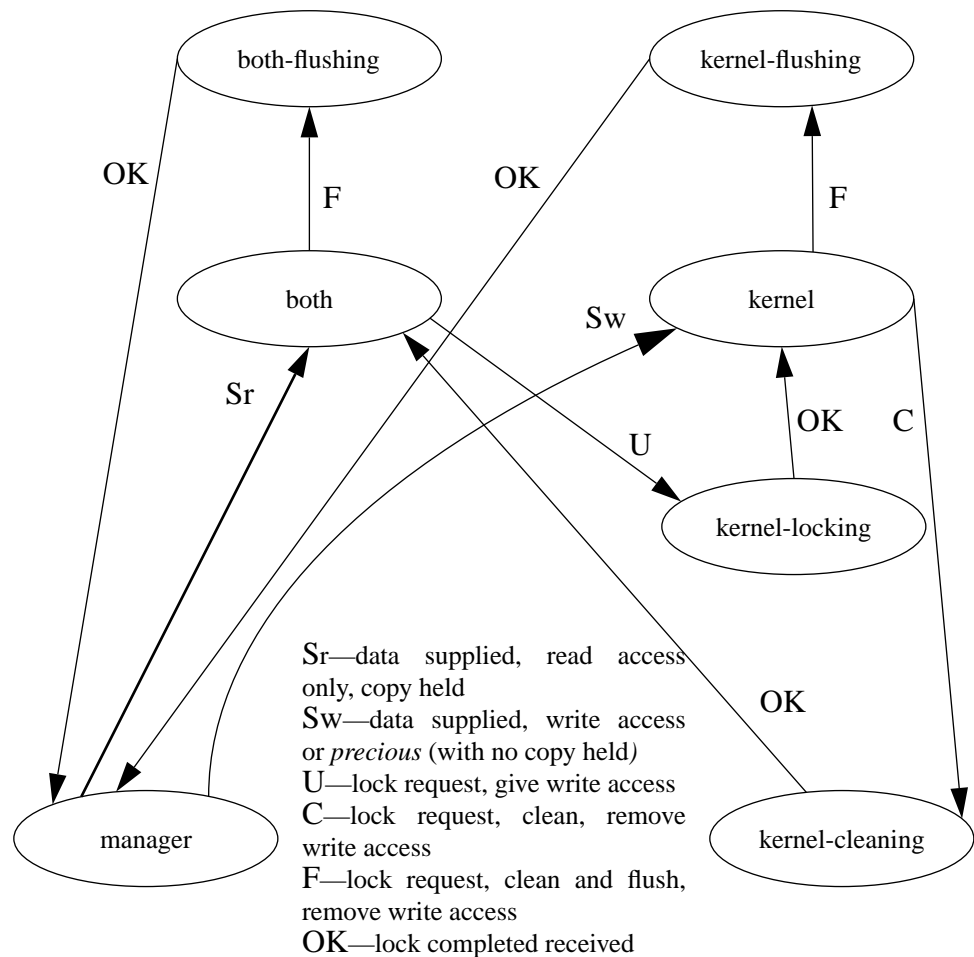 both-flushing
kernel-flushing
OK
OK
F
F
both
kernel
Sw
Sr
OK
C
U
kernel-locking
Sr—data supplied, read access
only, copy held
Sw—data supplied, write access
or precious (with no copy held)
U—lock request, give write access
C—lock request, clean, remove
write access
F—lock request, clean and flush,
remove write access
OK—lock completed received
OK
manager
kernel-cleaning